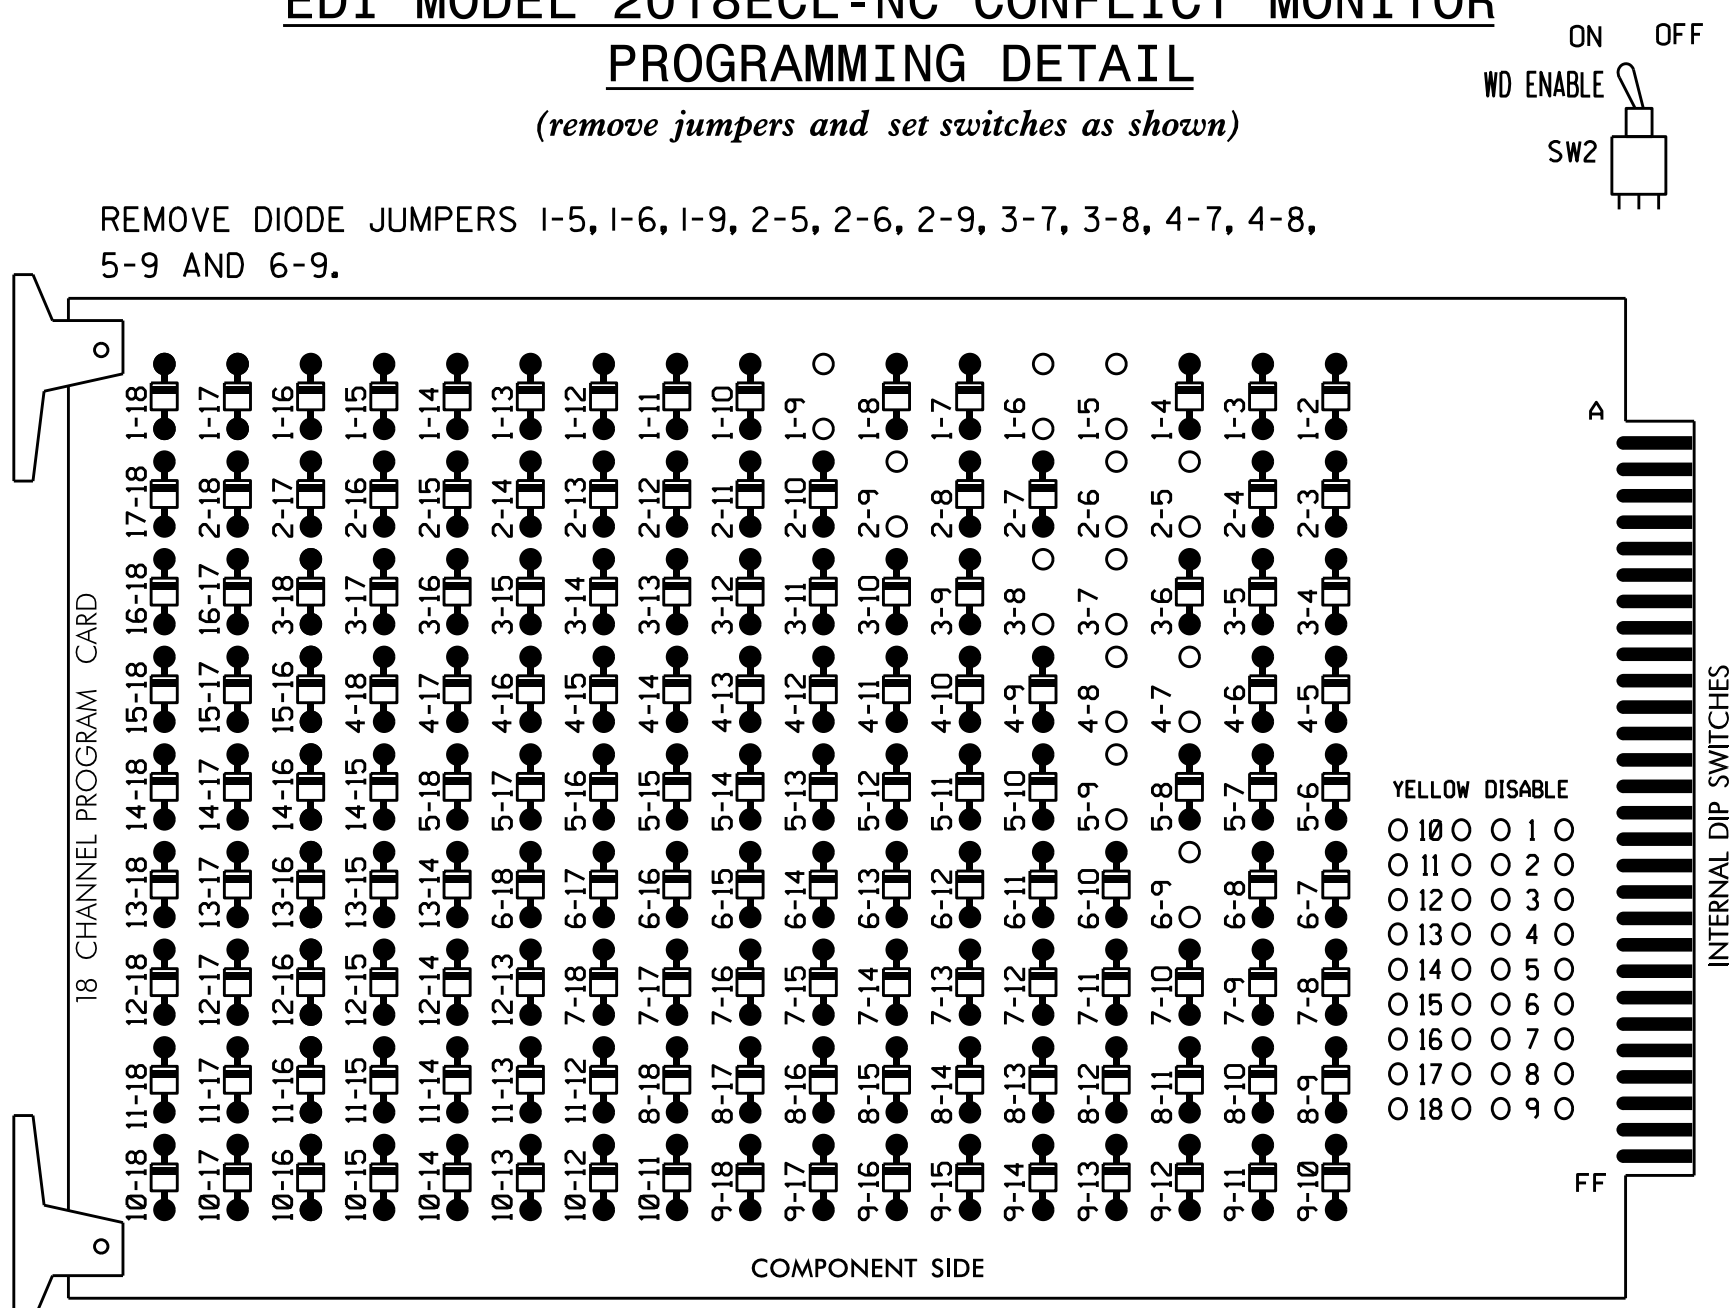 EDI MODEL 2018ECL-NC CONFLICT MONITOR
PROGRAMMING DETAIL
(remove jumpers and set switches as shown)
ON OFF
WD ENABLE
SW2
REMOVE DIODE JUMPERS 1-5, 1-6, 1-9, 2-5, 2-6, 2-9, 3-7, 3-8, 4-7, 4-8,
5-9 AND 6-9.
18 CHANNEL PROGRAM CARD
1-18 1-17 1-16 1-15 1-14 1-13 1-12 1-11 1-10 1-9 1-8 1-7 1-6 1-5 1-4 1-3 1-2
17-18 2-18 2-17 2-16 2-15 2-14 2-13 2-12 2-11 2-10 2-9 2-8 2-7 2-6 2-5 2-4 2-3
16-18 16-17 3-18 3-17 3-16 3-15 3-14 3-13 3-12 3-11 3-10 3-9 3-8 3-7 3-6 3-5 3-4
15-18 15-17 15-16 4-18 4-17 4-16 4-15 4-14 4-13 4-12 4-11 4-10 4-9 4-8 4-7 4-6 4-5
14-18 14-17 14-16 14-15 5-18 5-17 5-16 5-15 5-14 5-13 5-12 5-11 5-10 5-9 5-8 5-7 5-6
13-18 13-17 13-16 13-15 13-14 6-18 6-17 6-16 6-15 6-14 6-13 6-12 6-11 6-10 6-9 6-8 6-7
12-18 12-17 12-16 12-15 12-14 12-13 7-18 7-17 7-16 7-15 7-14 7-13 7-12 7-11 7-10 7-9 7-8
11-18 11-17 11-16 11-15 11-14 11-13 11-12 8-18 8-17 8-16 8-15 8-14 8-13 8-12 8-11 8-10 8-9
10-18 10-17 10-16 10-15 10-14 10-13 10-12 10-11 9-18 9-17 9-16 9-15 9-14 9-13 9-12 9-11 9-10
A
YELLOW DISABLE
10 1
11 2
12 3
13 4
14 5
15 6
16 7
17 8
18 9
FF
INTERNAL DIP SWITCHES
COMPONENT SIDE